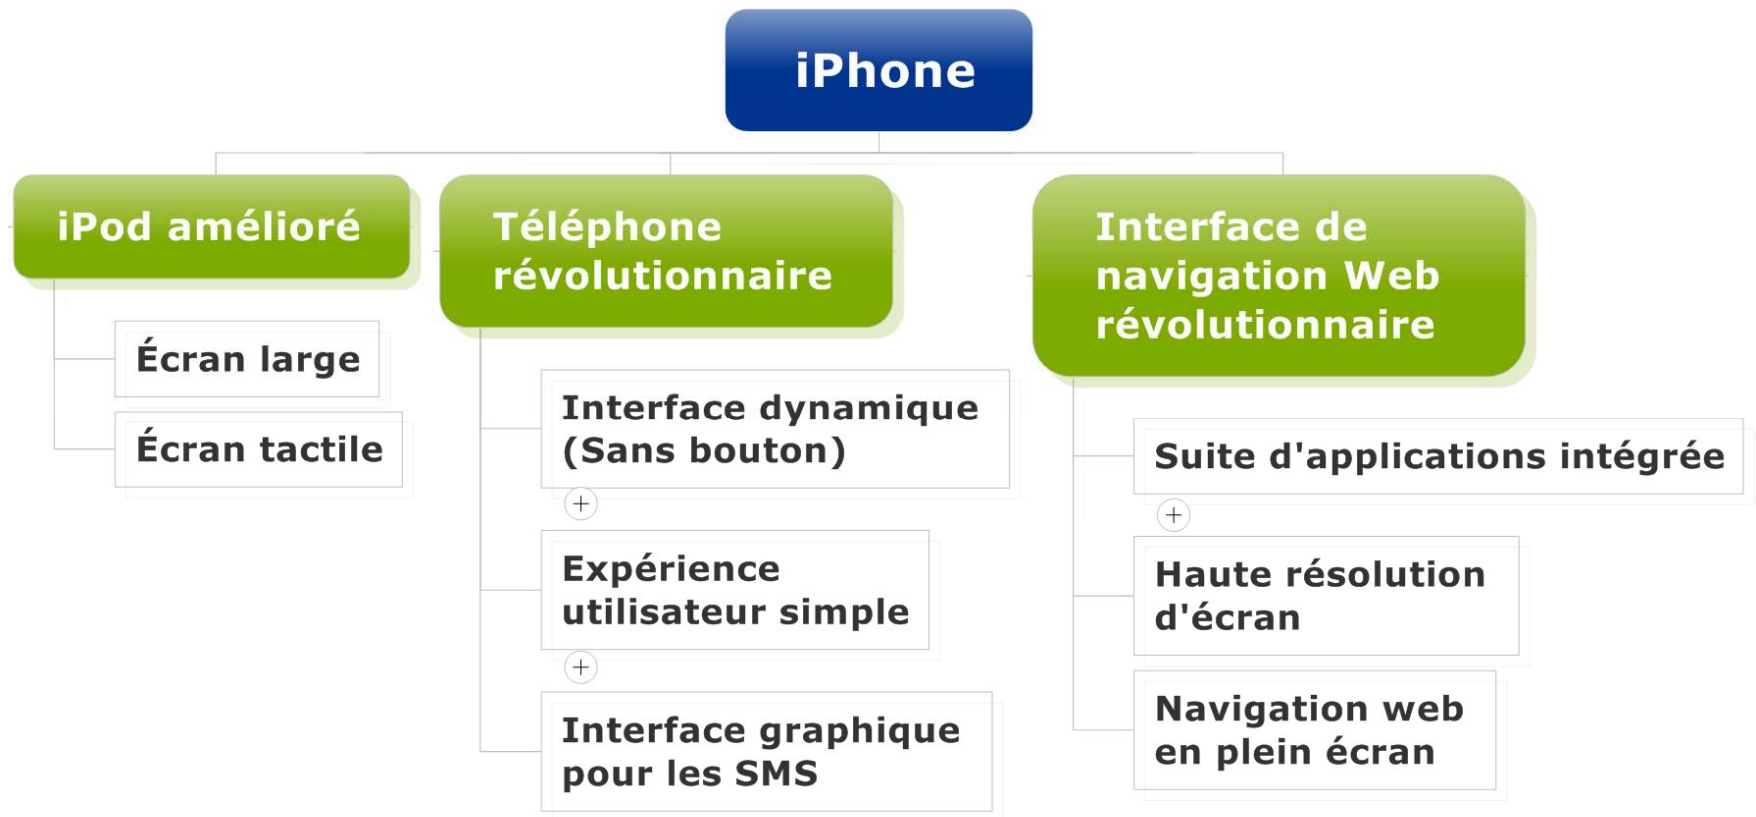 iPhone
iPod amélioré
Écran large
Écran tactile
Téléphone
révolutionnaire
Interface dynamique
(Sans bouton)
Expérience
utilisateur simple
Interface graphique
pour les SMS
Interface de
navigation Web
révolutionnaire
Suite d'applications intégrée
Haute résolution
d'écran
Navigation web
en plein écran